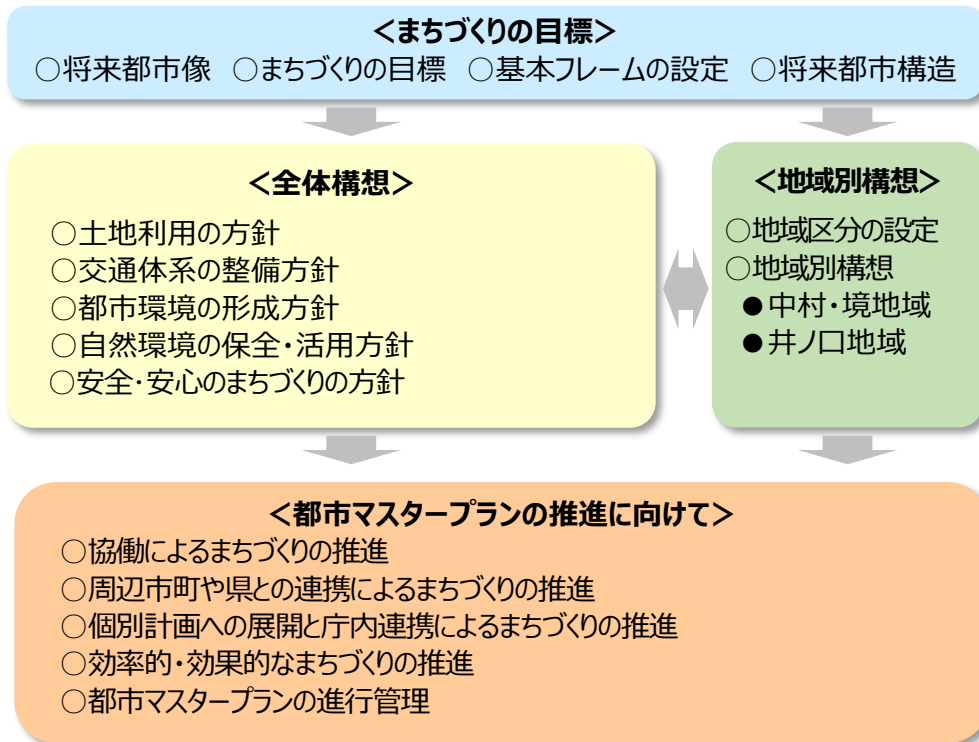 <まちづくりの目標>
○将来都市像 ○まちづくりの目標 ○基本フレームの設定 ○将来都市構造
<全体構想>
○土地利用の方針
○交通体系の整備方針
○都市環境の形成方針
○自然環境の保全・活用方針
○安全・安心のまちづくりの方針
<地域別構想>
○地域区分の設定
○地域別構想
●中村・境地域
●井ノ口地域
<都市マスタープランの推進に向けて>
○協働によるまちづくりの推進
○周辺市町や県との連携によるまちづくりの推進
○個別計画への展開と庁内連携によるまちづくりの推進
○効率的・効果的なまちづくりの推進
○都市マスタープランの進行管理